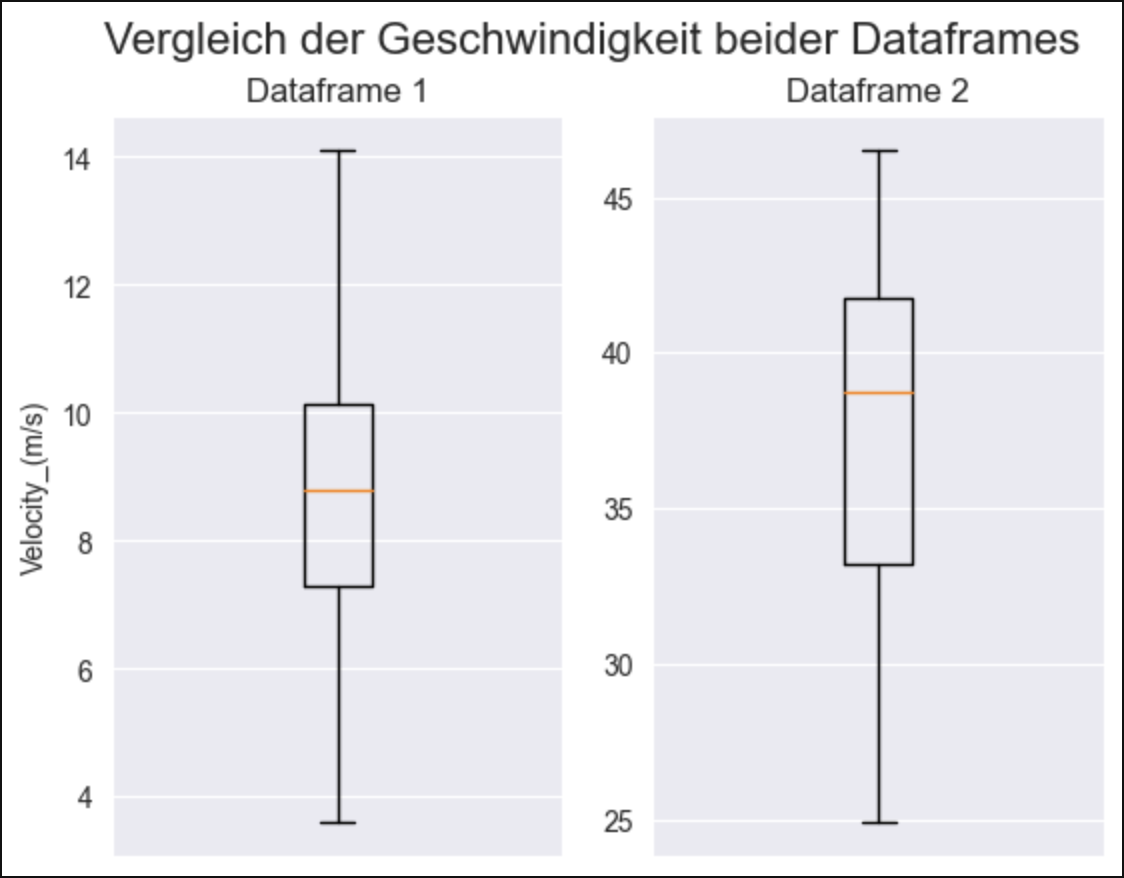 Vergleich der Geschwindigkeit beider Dataframes
Dataframe 1
Velocity_(m/s)
14
12
10
8
6
4
Dataframe 2
45
40
35
30
25